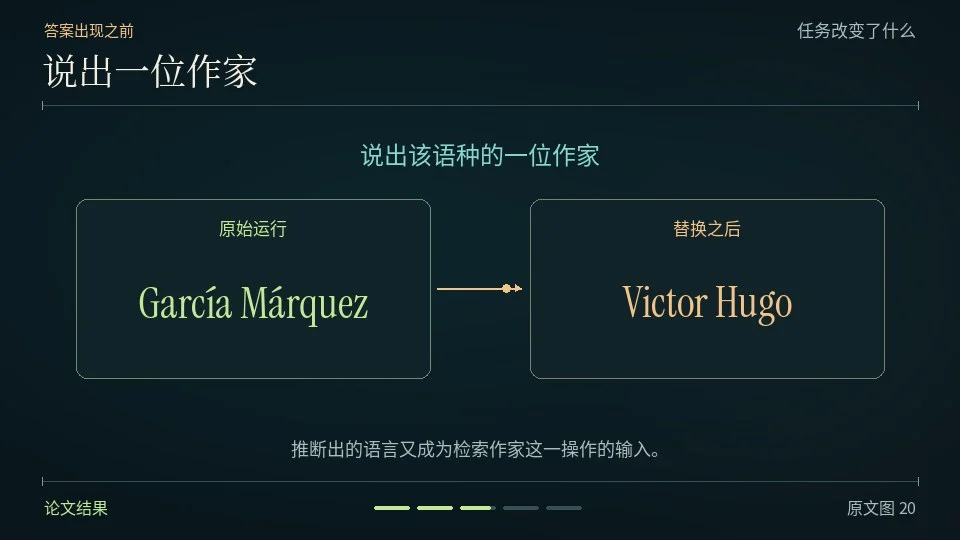 答案出现之前
任务改变了什么
说出一位作家
说出该语种的一位作家
原始运行
García Márquez
替换之后
Victor Hugo
推断出的语言又成为检索作家这一操作的输入。
论文结果
原文图 20